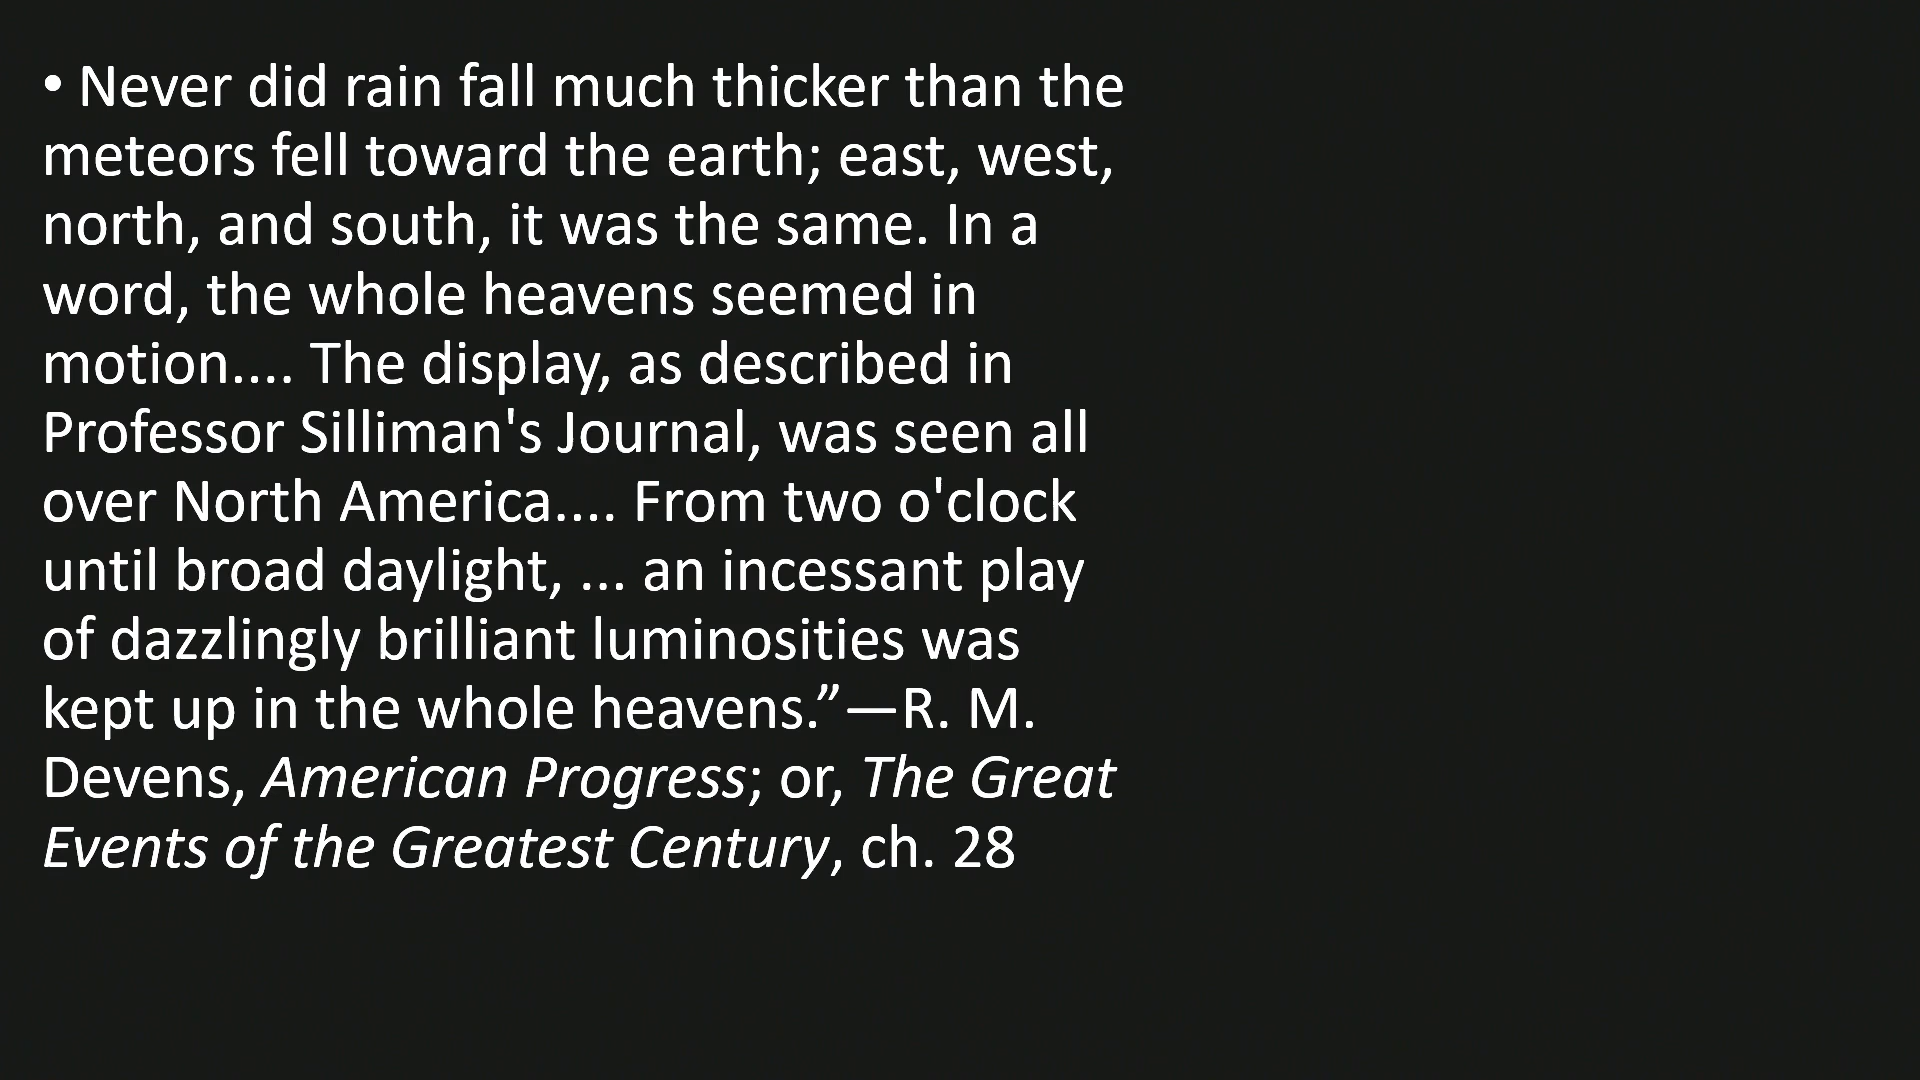 • Never did rain fall much thicker than the
meteors fell toward the earth; east, west,
north, and south, it was the same. In a
word, the whole heavens seemed in
motion.... The display, as described in
Professor Silliman's Journal, was seen all
over North America.... From two o'clock
until broad daylight, ... an incessant play
of dazzlingly brilliant luminosities was
kept up in the whole heavens.”—R. M.
Devens, American Progress; or, The Great
Events of the Greatest Century, ch. 28